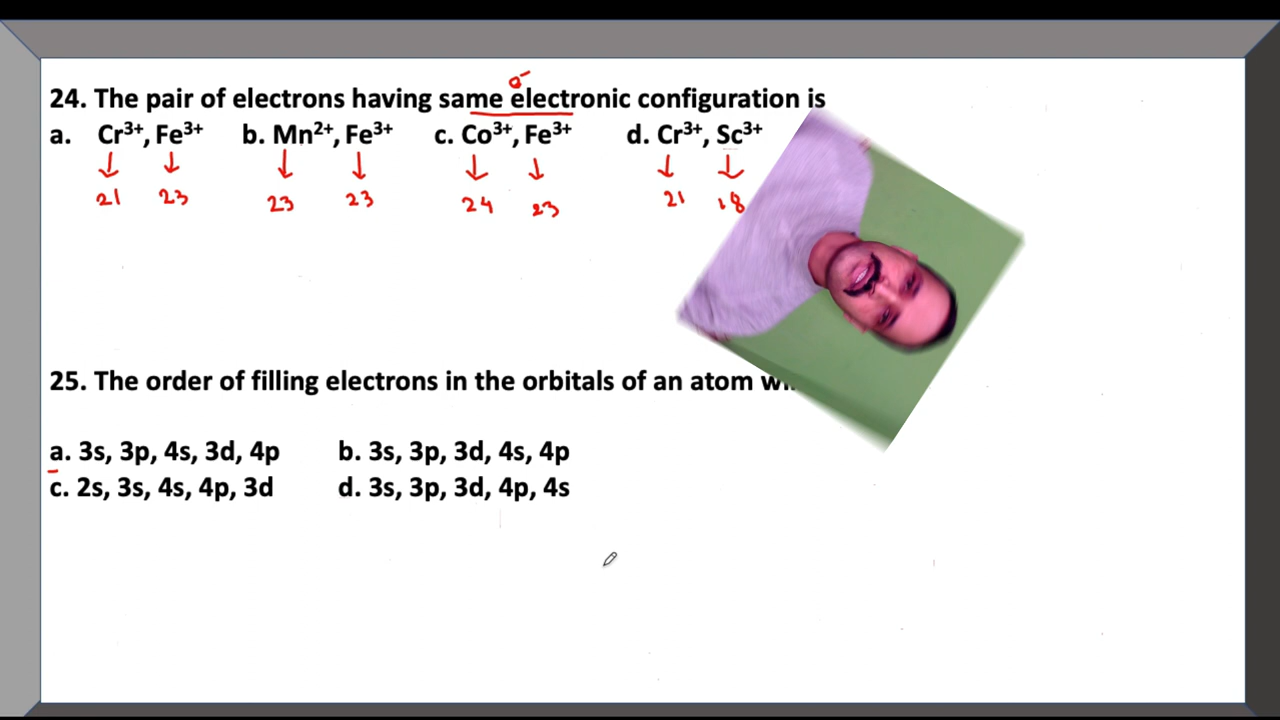 24. The pair of electrons having same electronic configuration is
a. Cr³⁺, Fe³⁺ b. Mn²⁺, Fe³⁺ c. Co³⁺, Fe³⁺ d. Cr³⁺, Sc³⁺
↓ ↓ ↓ ↓ ↓ ↓ ↓ ↓
21 23 23 23 24 23 21 18
25. The order of filling electrons in the orbitals of an atom
a. 3s, 3p, 4s, 3d, 4p b. 3s, 3p, 3d, 4s, 4p
c. 2s, 3s, 4s, 4p, 3d d. 3s, 3p, 3d, 4p, 4s